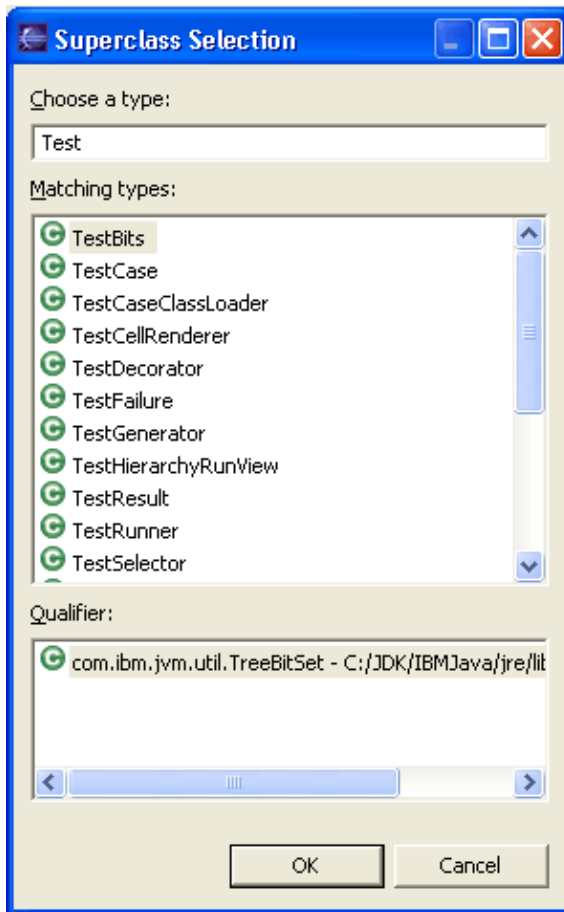 Superclass Selection
Choose a type:
Test
Matching types:
TestBits
TestCase
TestCaseClassLoader
TestCellRenderer
TestDecorator
TestFailure
TestGenerator
TestHierarchyRunView
TestResult
TestRunner
TestSelector
Qualifier:
com.ibm.jvm.util.TreeBitSet - C:/JDK/IBMJava/jre/lib
OK
Cancel